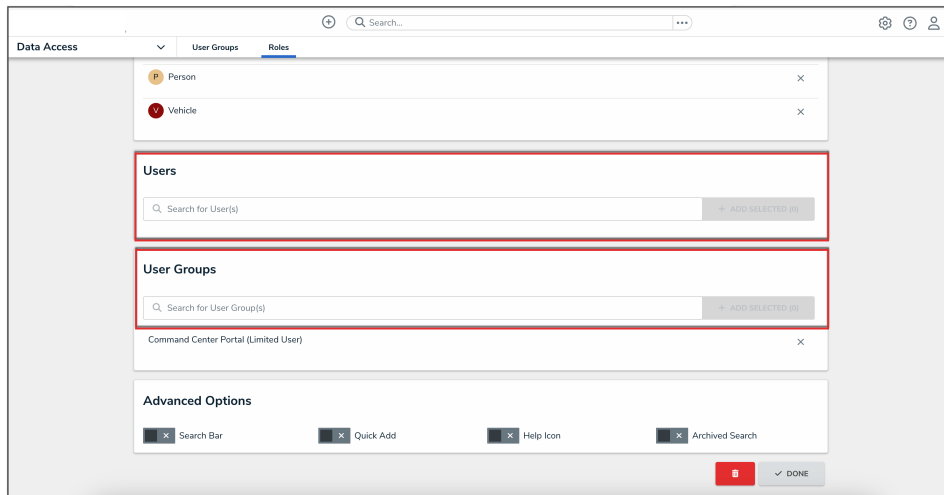 Search...
Data Access User Groups Roles
P Person
V Vehicle
Users
Search for User(s) + ADD SELECTED (0)
User Groups
Search for User Group(s) + ADD SELECTED (0)
Command Center Portal (Limited User)
Advanced Options
Search Bar Quick Add Help Icon Archived Search
DONE